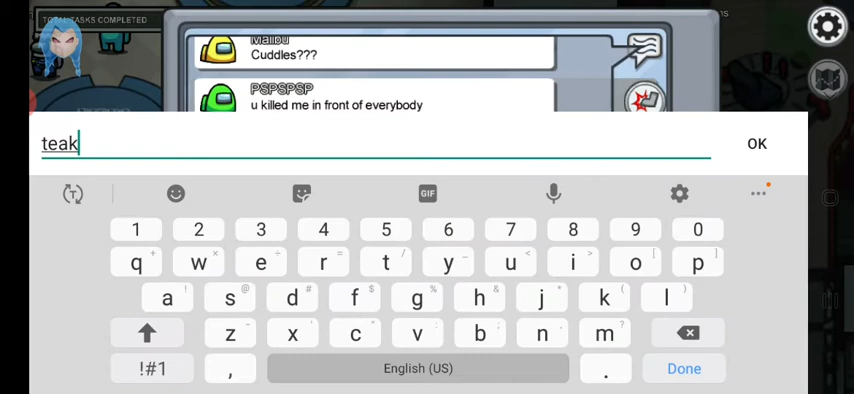 TOTAL TASKS COMPLETED
Malibu
Cuddles???
PSPSPSP
u killed me in front of everybody
teak
OK
GIF
1 2 3 4 5 6 7 8 9 0
q + w × e ÷ r = t / y _ u < i > o [ p ]
a ! s @ d # f $ g % h & j * k ( l )
z - x ' c " v : b ; n , m ?
!#1 , English (US) . Done